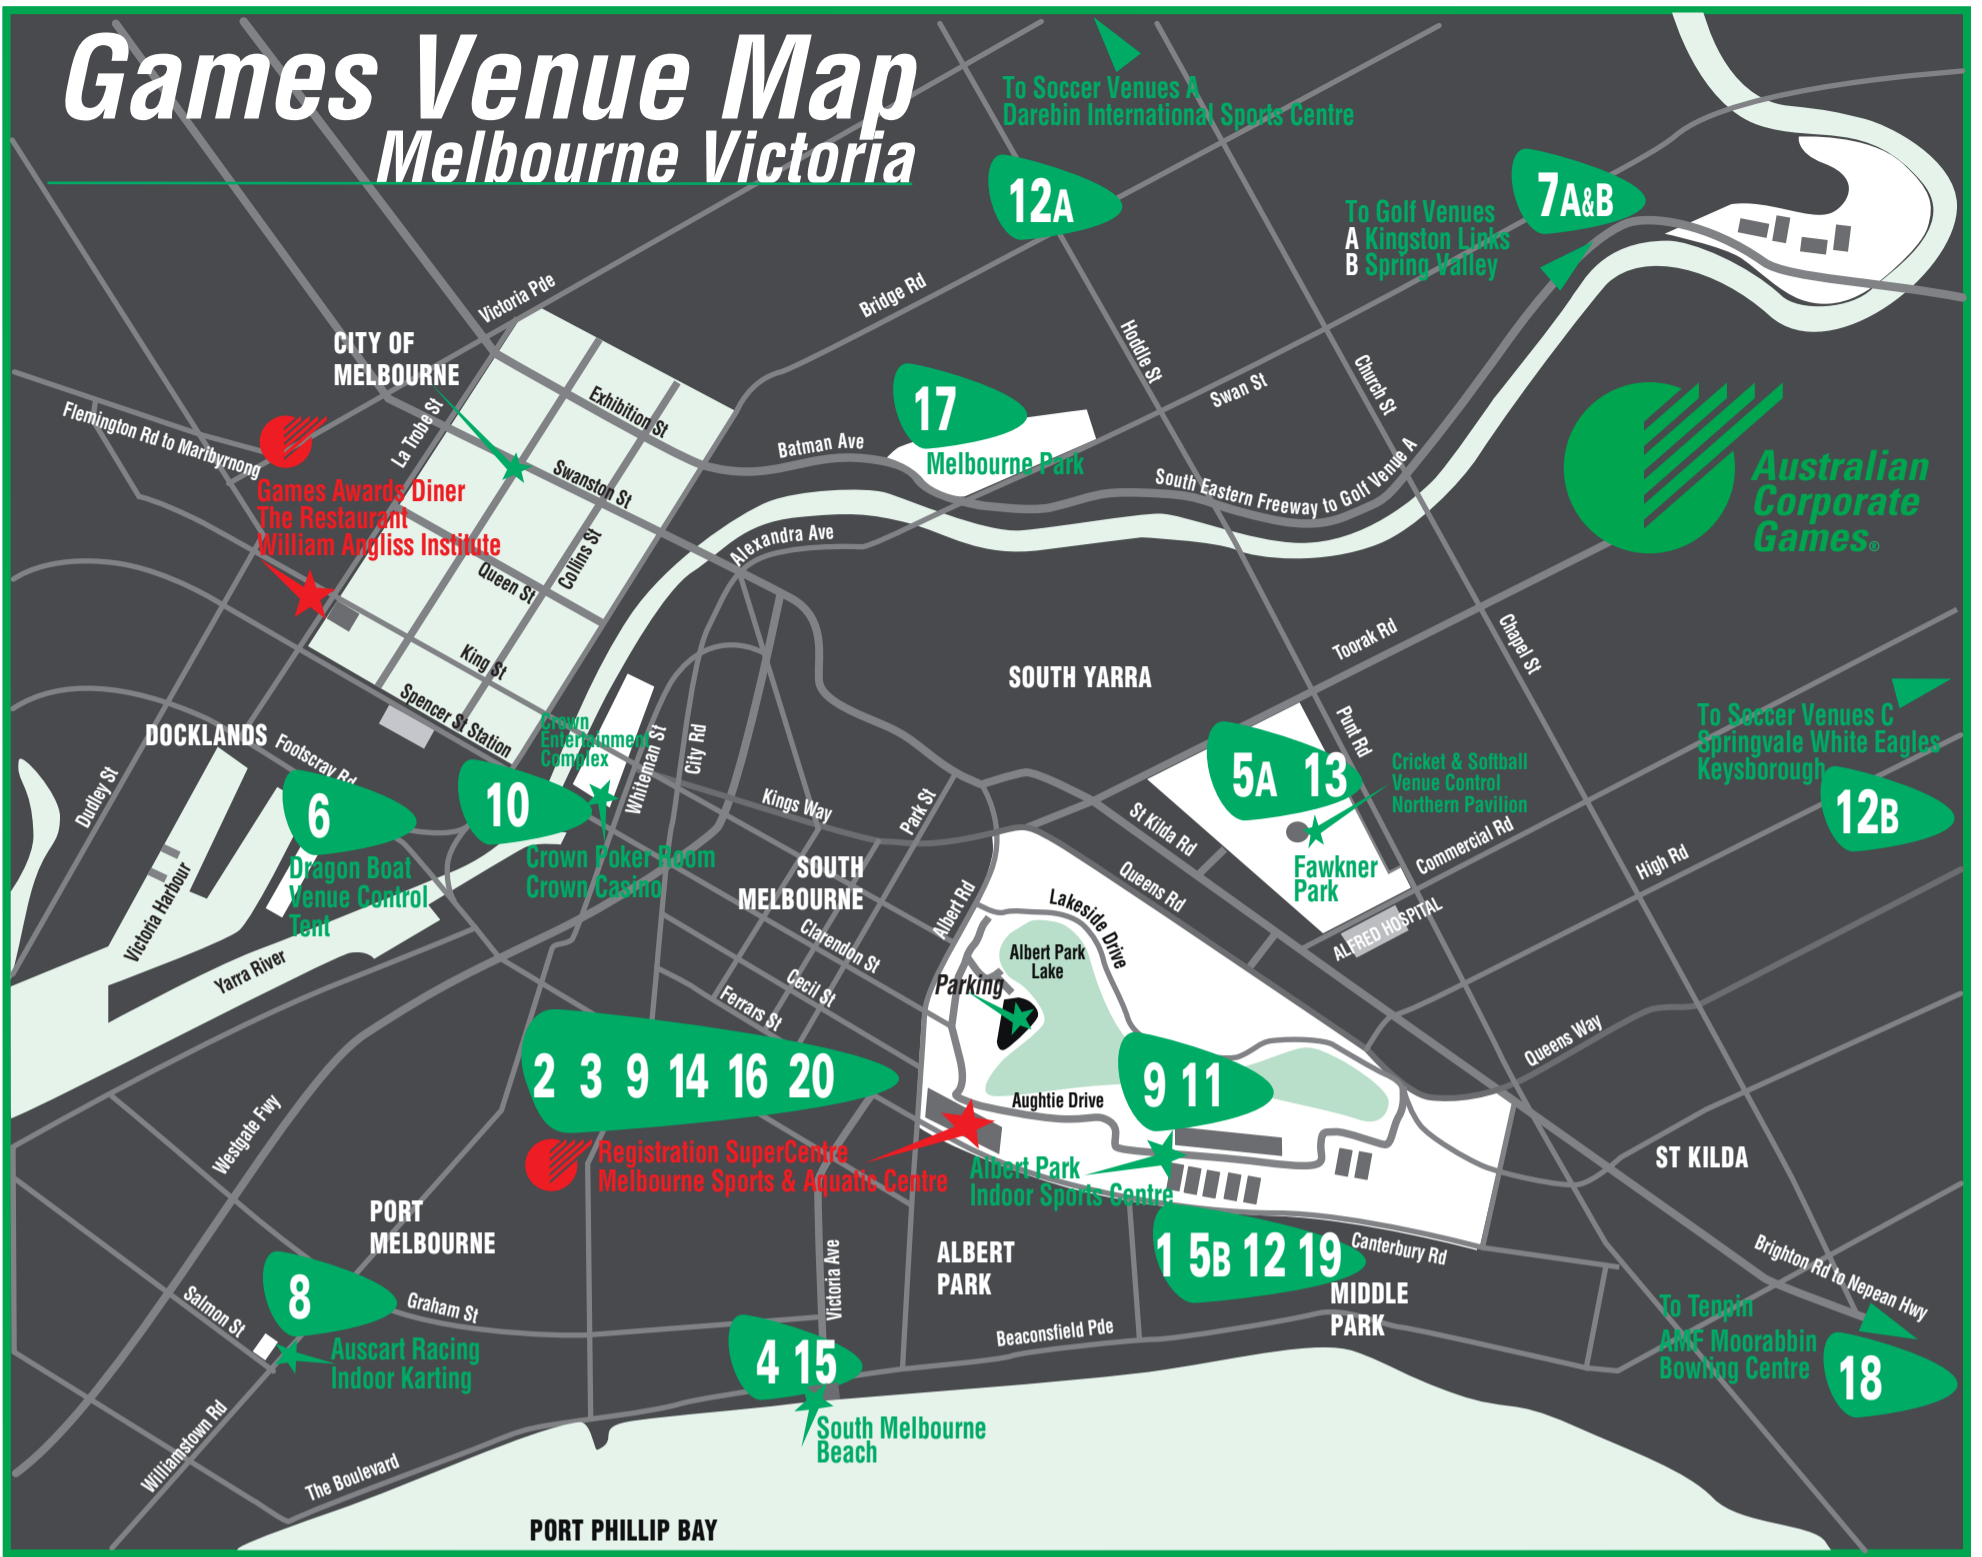 Games Venue Map
Melbourne Victoria
To Soccer Venues A
Darebin International Sports Centre
12A
7A&B
To Golf Venues
A Kingston Links
B Spring Valley
Victoria Pde
Bridge Rd
CITY OF
MELBOURNE
Hoddle St
Swan St
Church St
Flemington Rd to Maribyrnong
La Trobe St
Exhibition St
Swanston St
Batman Ave
17
Melbourne Park
South Eastern Freeway to Golf Venue A
Australian
Corporate
Games®
Games Awards Diner
The Restaurant
William Angliss Institute
Collins St
Queen St
Alexandra Ave
King St
Spencer St Station
SOUTH YARRA
Toorak Rd
Chapel St
Punt Rd
DOCKLANDS
Footscray Rd
Dudley St
Crown
Entertainment
Complex
Whiteman St
City Rd
Kings Way
Park St
6
Dragon Boat
Venue Control
Tent
10
Crown Poker Room
Crown Casino
5A 13
Cricket & Softball
Venue Control
Northern Pavilion
Fawkner
Park
To Soccer Venues C
Springvale White Eagles
Keysborough
12B
St Kilda Rd
Commercial Rd
High Rd
Queens Rd
ALFRED HOSPITAL
SOUTH
MELBOURNE
Victoria Harbour
Yarra River
Albert Rd
Lakeside Drive
Albert Park
Lake
Parking
Clarendon St
Cecil St
Ferrars St
Queens Way
2 3 9 14 16 20
9 11
Aughtie Drive
Registration SuperCentre
Melbourne Sports & Aquatic Centre
Albert Park
Indoor Sports Centre
Westgate Fwy
ST KILDA
PORT
MELBOURNE
Victoria Ave
ALBERT
PARK
1 5B 12 19
Canterbury Rd
MIDDLE
PARK
Brighton Rd to Nepean Hwy
To Tenpin
AMF Moorabbin
Bowling Centre
18
8
Salmon St
Graham St
Auscart Racing
Indoor Karting
Beaconsfield Pde
4 15
South Melbourne
Beach
Williamstown Rd
The Boulevard
PORT PHILLIP BAY